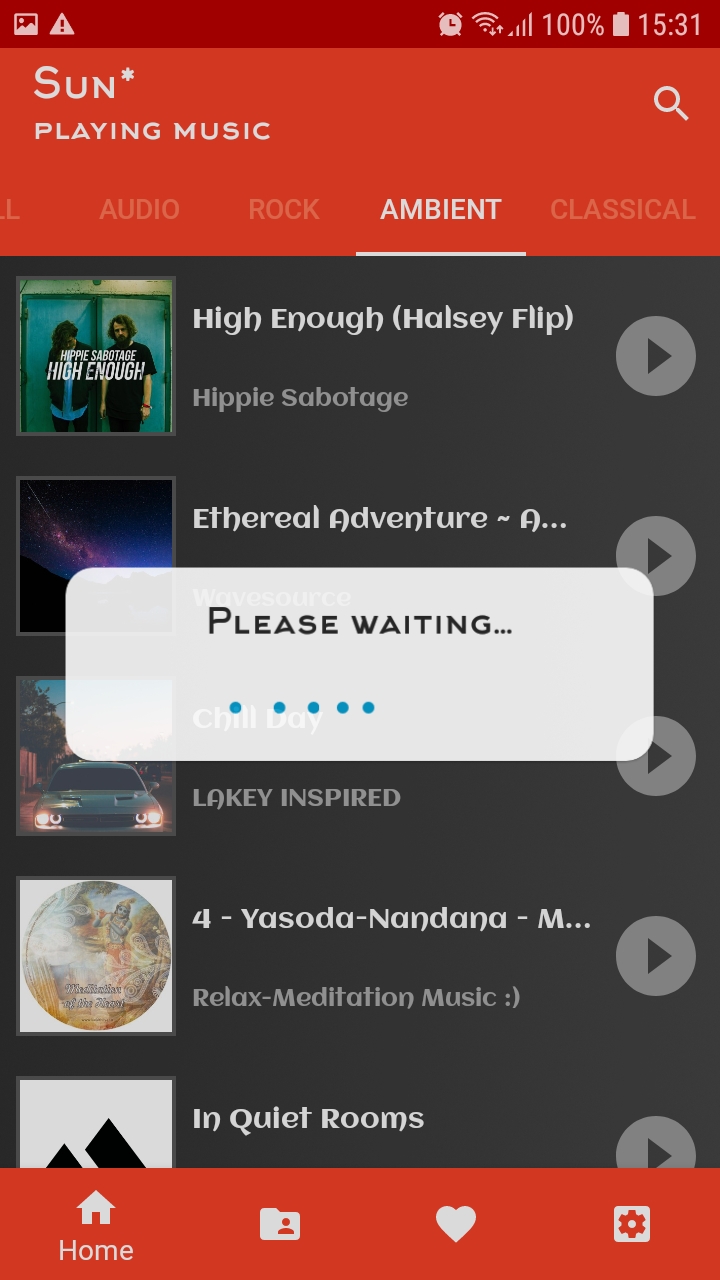 100% 15:31
Sun*
PLAYING MUSIC
LL AUDIO ROCK AMBIENT CLASSICAL
High Enough (Halsey Flip)
HIPPIE SABOTAGE
HIGH ENOUGH
Hippie Sabotage
Ethereal Adventure ~ A...
Wavesource
PLEASE WAITING...
Chill Day
LAKEY INSPIRED
4 - Yasoda-Nandana - M...
Meditation
of the Heart
Relax-Meditation Music :)
In Quiet Rooms
Home